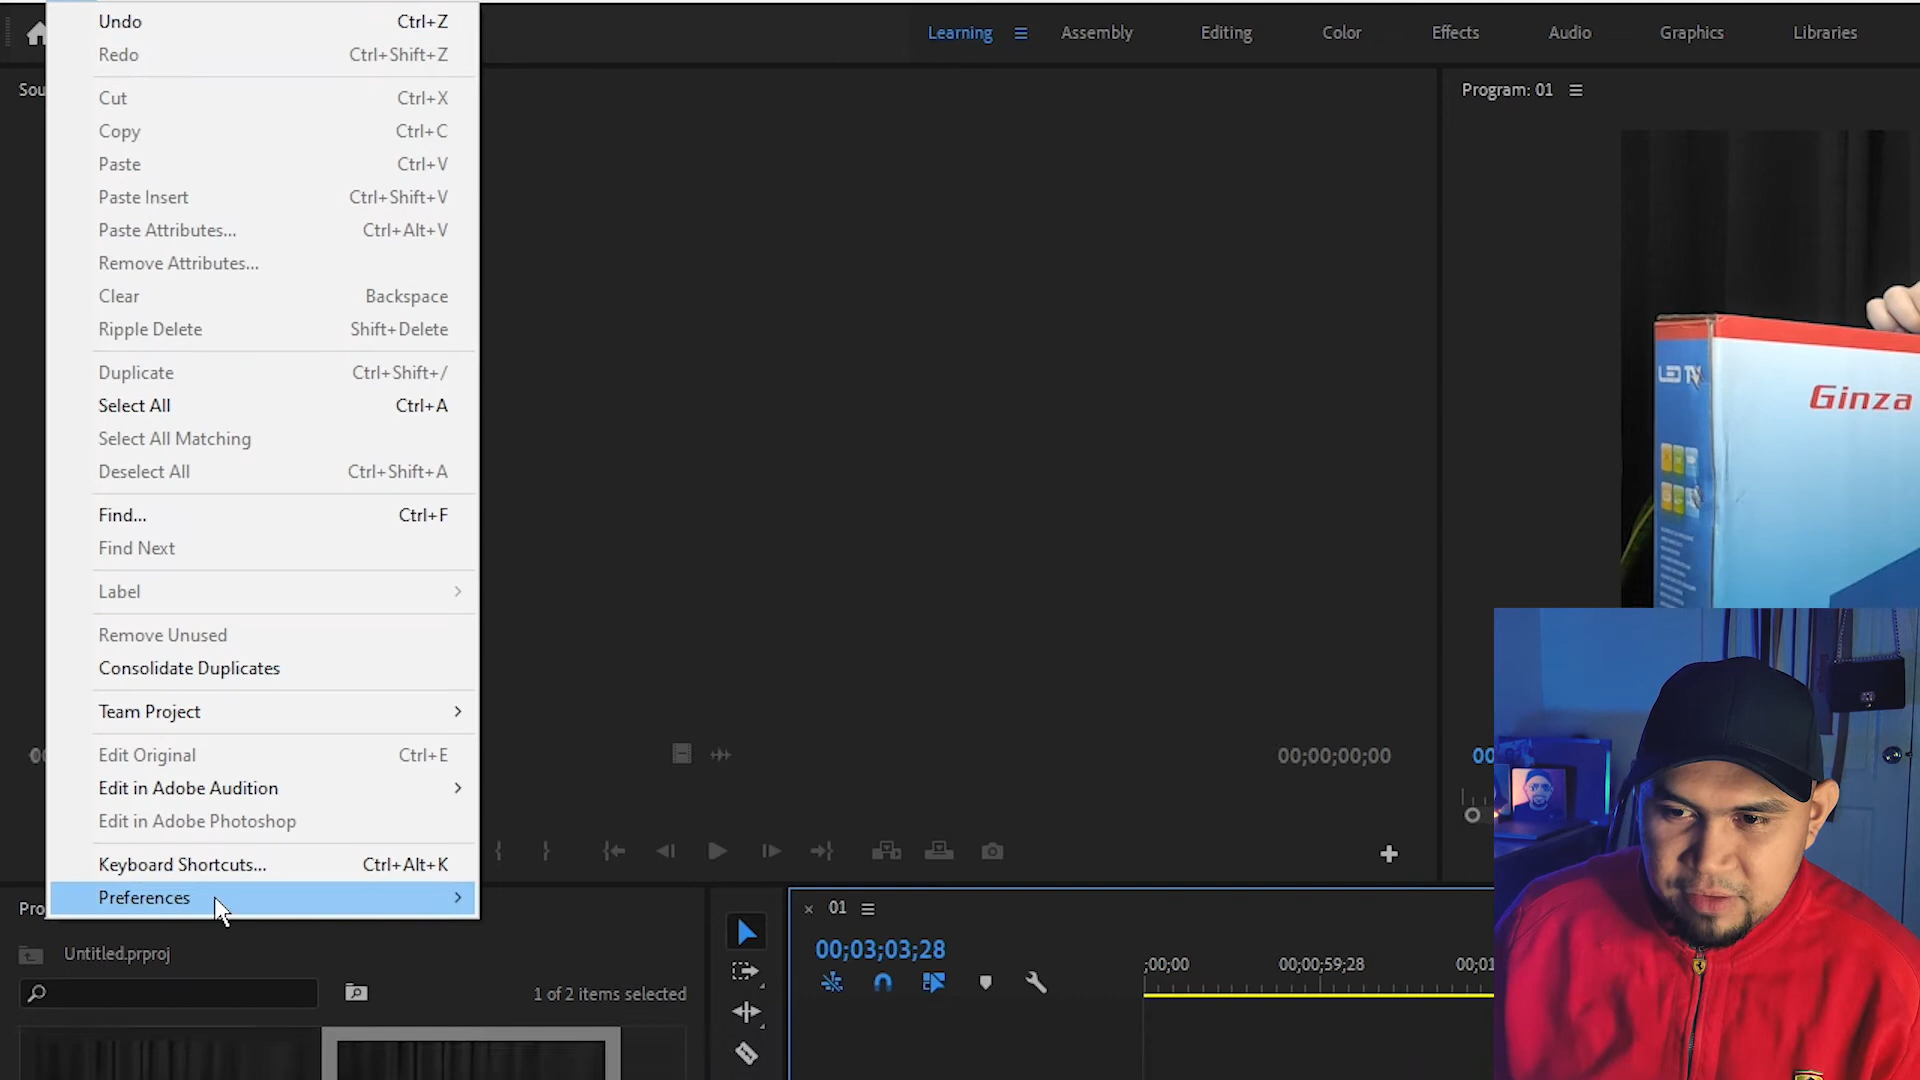 Undo Ctrl+Z
Redo Ctrl+Shift+Z
Cut Ctrl+X
Copy Ctrl+C
Paste Ctrl+V
Paste Insert Ctrl+Shift+V
Paste Attributes... Ctrl+Alt+V
Remove Attributes...
Clear Backspace
Ripple Delete Shift+Delete
Duplicate Ctrl+Shift+/
Select All Ctrl+A
Select All Matching
Deselect All Ctrl+Shift+A
Find... Ctrl+F
Find Next
Label
Remove Unused
Consolidate Duplicates
Team Project
Edit Original Ctrl+E
Edit in Adobe Audition
Edit in Adobe Photoshop
Keyboard Shortcuts... Ctrl+Alt+K
Preferences
Learning Assembly Editing Color Effects Audio Graphics Libraries
Sou
Program: 01
LED TV
Ginza
00;00;00;00
00
Pro
Untitled.prproj
1 of 2 items selected
01
00;03;03;28
;00;00 00;00;59;28 00;01